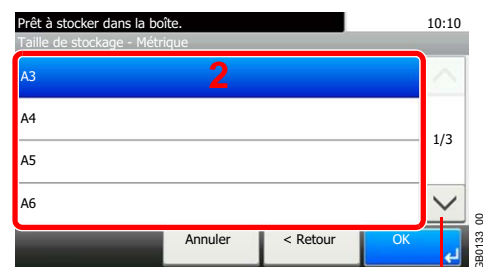 Prêt à stocker dans la boîte. 10:10
Taille de stockage - Métrique
A3
2
A4
1/3
A5
A6
Annuler < Retour OK
GB0133 00